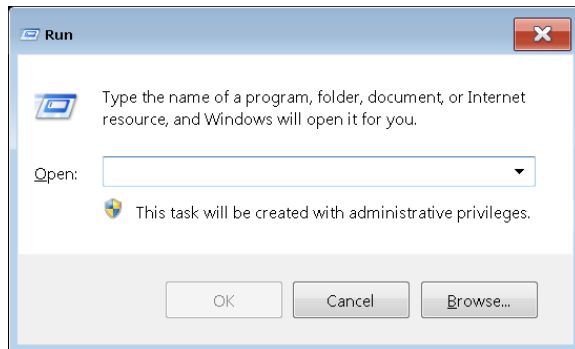 Run
Type the name of a program, folder, document, or Internet
resource, and Windows will open it for you.
Open:
This task will be created with administrative privileges.
OK Cancel Browse...